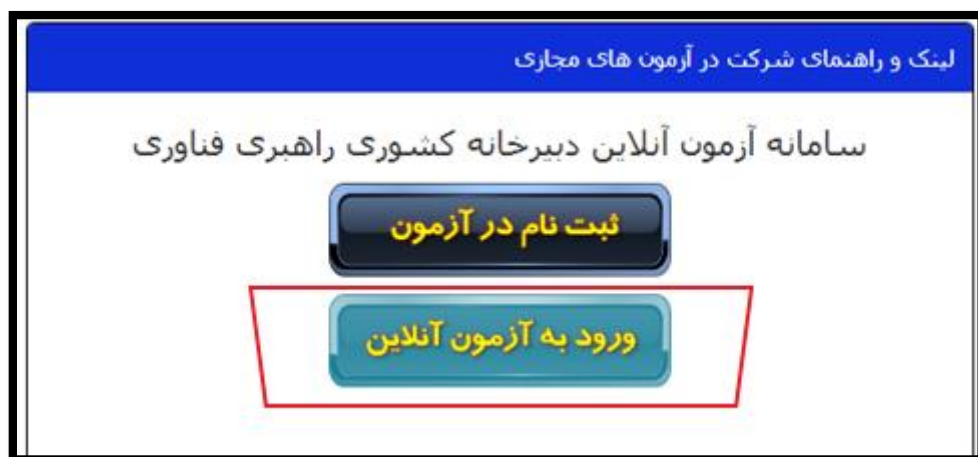 لینک و راهنمای شرکت در آزمون های مجازی
سامانه آزمون آنلاین دبیرخانه کشوری راهبری فناوری
ثبت نام در آزمون
ورود به آزمون آنلاین